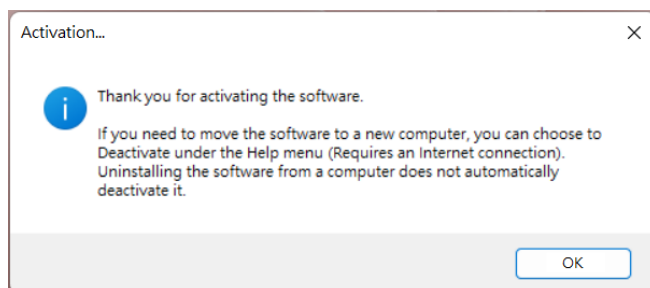 Activation...
Thank you for activating the software.
If you need to move the software to a new computer, you can choose to
Deactivate under the Help menu (Requires an Internet connection).
Uninstalling the software from a computer does not automatically
deactivate it.
OK